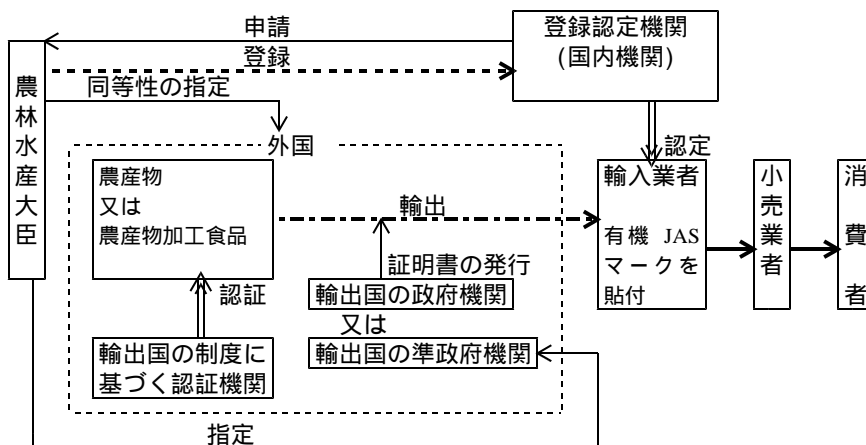 申請
登録
登録認定機関
(国内機関)
農林水産大臣
同等性の指定
外国
認定
農産物
又は
農産物加工食品
輸出
輸入業者
有機 JAS
マークを
貼付
小売業者
消費者
認証
証明書の発行
輸出国の政府機関
又は
輸出国の準政府機関
輸出国の制度に
基づく認証機関
指定